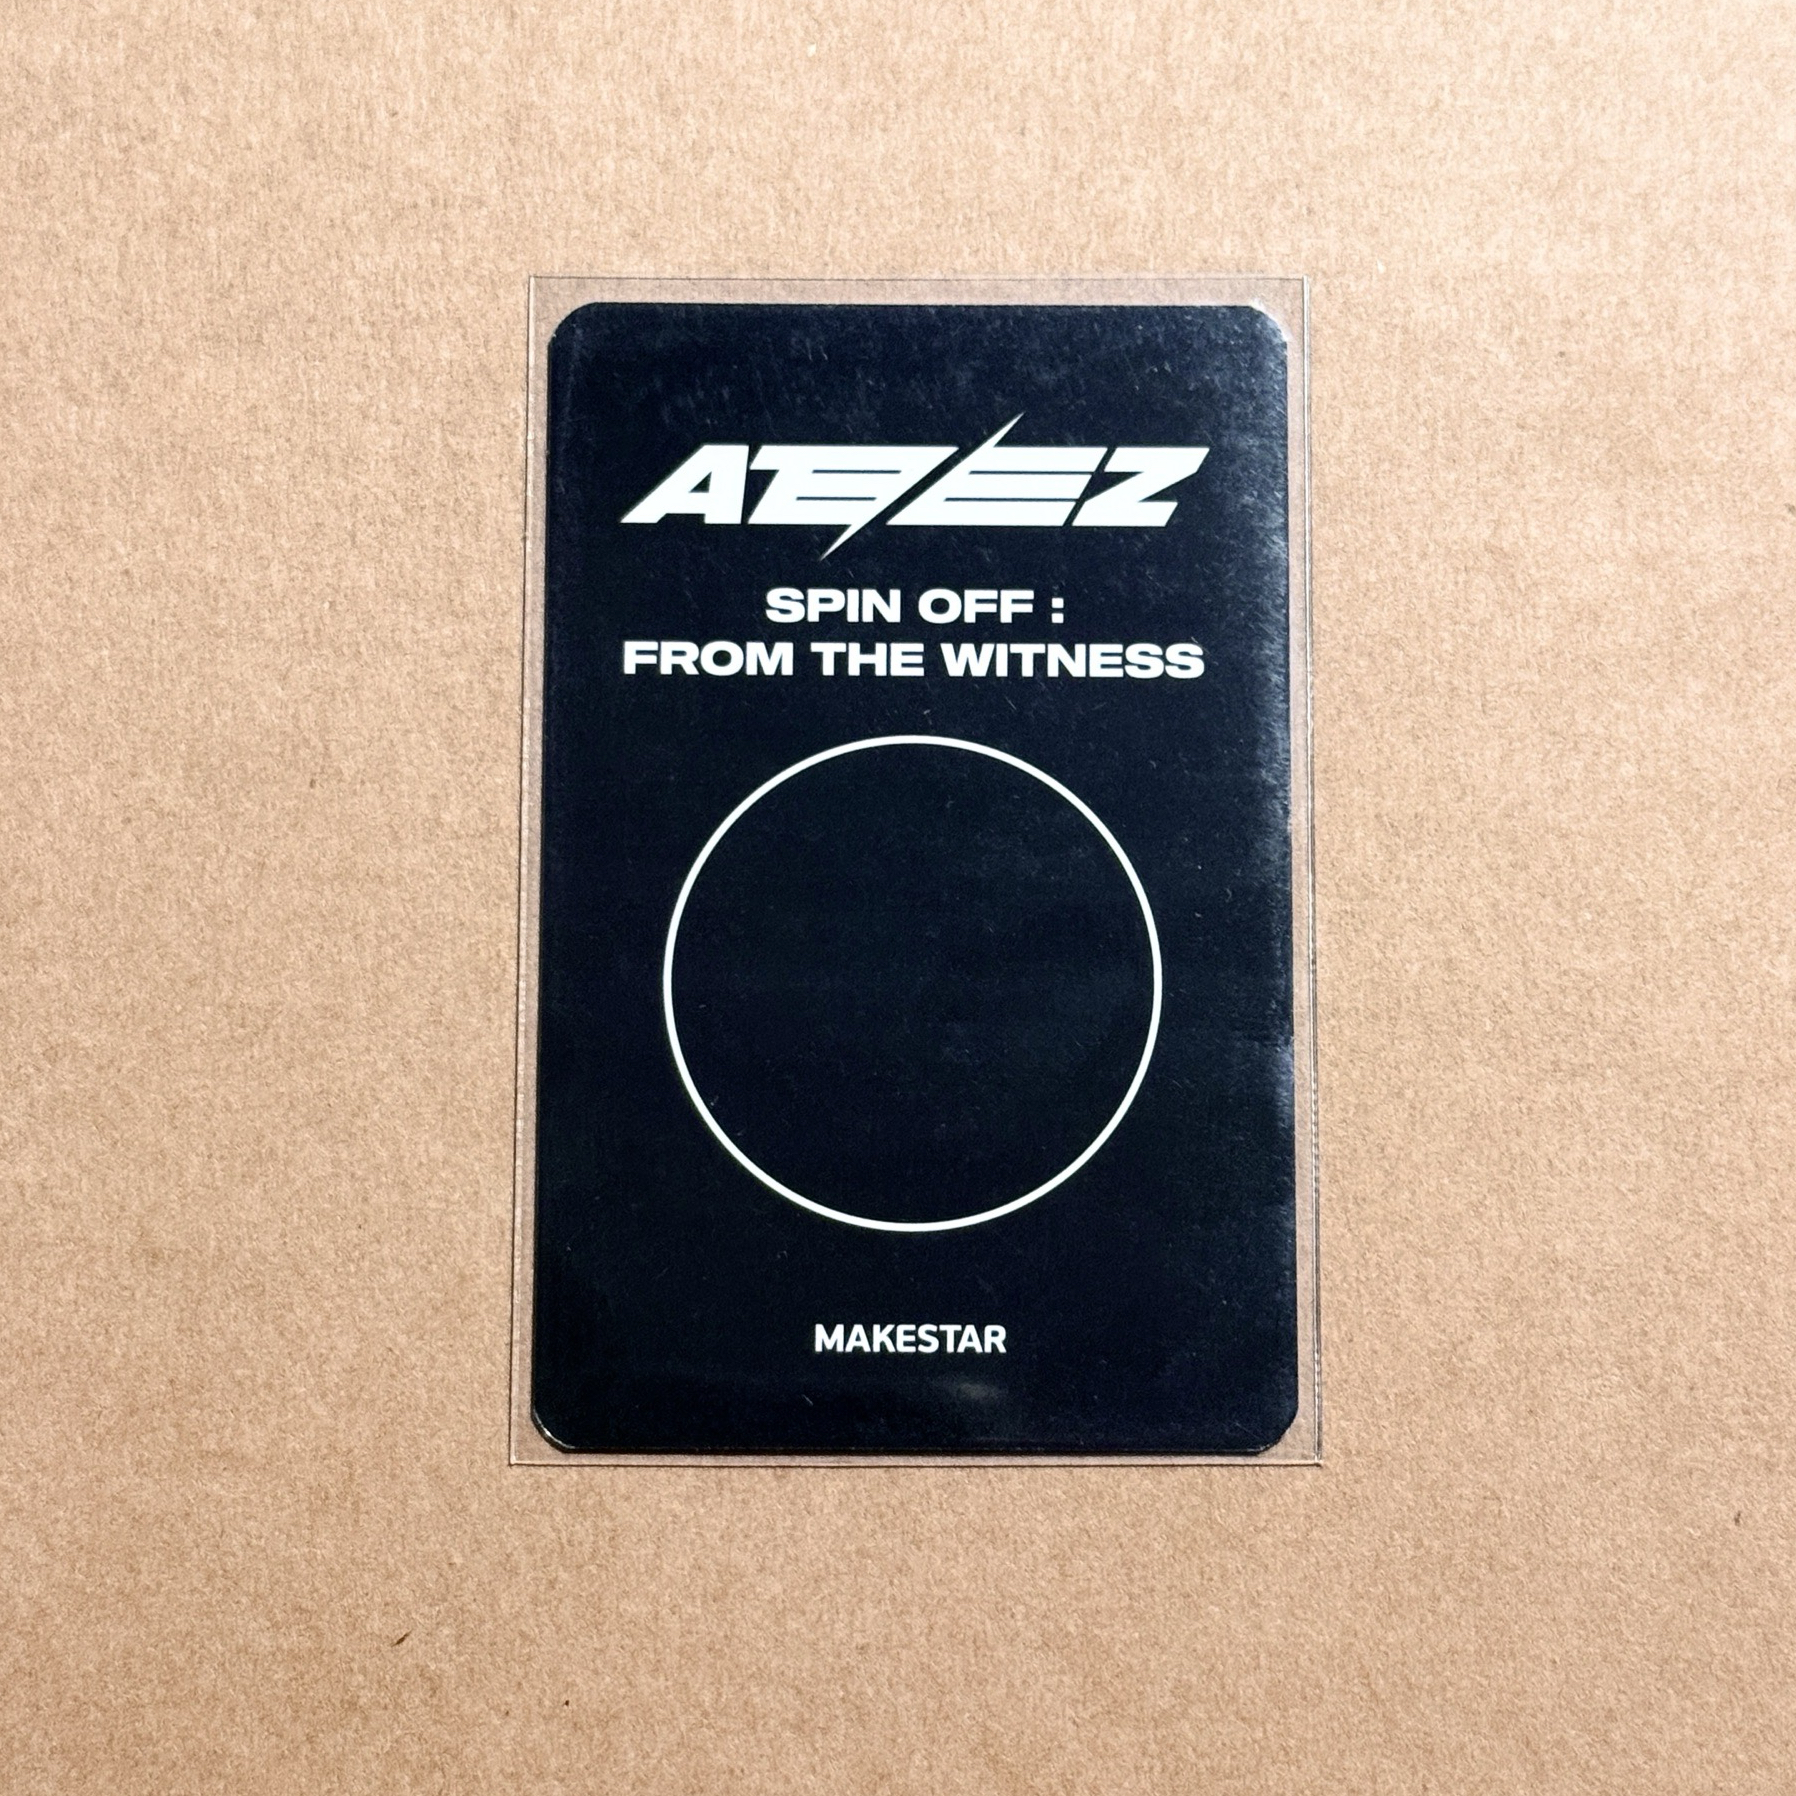 ATEEZ
SPIN OFF :
FROM THE WITNESS
MAKESTAR